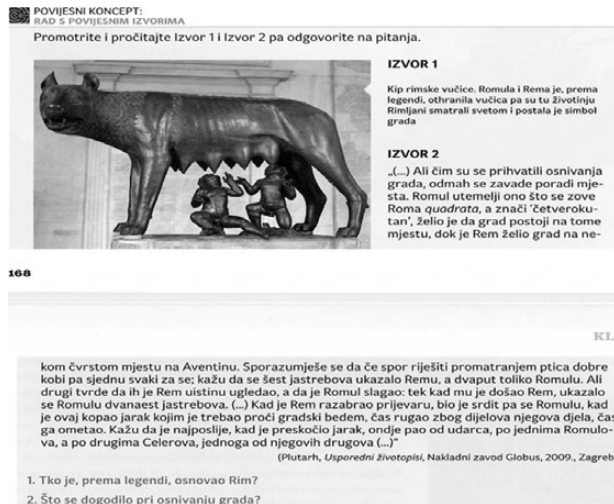 POVIJESNI KONCEPT:
RAD S POVIJESNIM IZVORIMA
Promotrite i pročitajte Izvor 1 i Izvor 2 pa odgovorite na pitanja.
IZVOR 1
Kip rimske vučice. Romula i Rema je, prema
legendi, othranila vučica pa su tu životinju
Rimljani smatrali svetom i postala je simbol
grada
IZVOR 2
„(...) Ali čim su se prihvatili osnivanja
grada, odmah se zavade poradi mje-
sta. Romul utemelji ono što se zove
Roma quadrata, a znači ‘četveroku-
tan’, želio je da grad postoji na tome
mjestu, dok je Rem želio grad na ne-
168
KL
kom čvrstom mjestu na Aventinu. Sporazumješe se da če spor riješiti promatranjem ptica dobre
kobi pa sjednu svaki za se; kažu da se šest jastrebova ukazalo Remu, a dvaput toliko Romulu. Ali
drugi tvrde da ih je Rem uistinu ugledao, a da je Romul slagao: tek kad mu je došao Rem, ukazalo
se Romulu dvanaest jastrebova. (...) Kad je Rem razabrao prijevaru, bio je srdit pa se Romulu, kad
je ovaj kopao jarak kojim je trebao proći gradski bedem, čas rugao zbog dijelova njegova djela, čas
ga ometao. Kažu da je najposlije, kad je preskočio jarak, ondje pao od udarca, po jednima Romulo-
va, a po drugima Celerova, jednoga od njegovih drugova (...)”
(Plutarh, Usporedni životopisi, Nakladni zavod Globus, 2009., Zagreb
1. Tko je, prema legendi, osnovao Rim?
2. Što se dogodilo pri osnivanju grada?